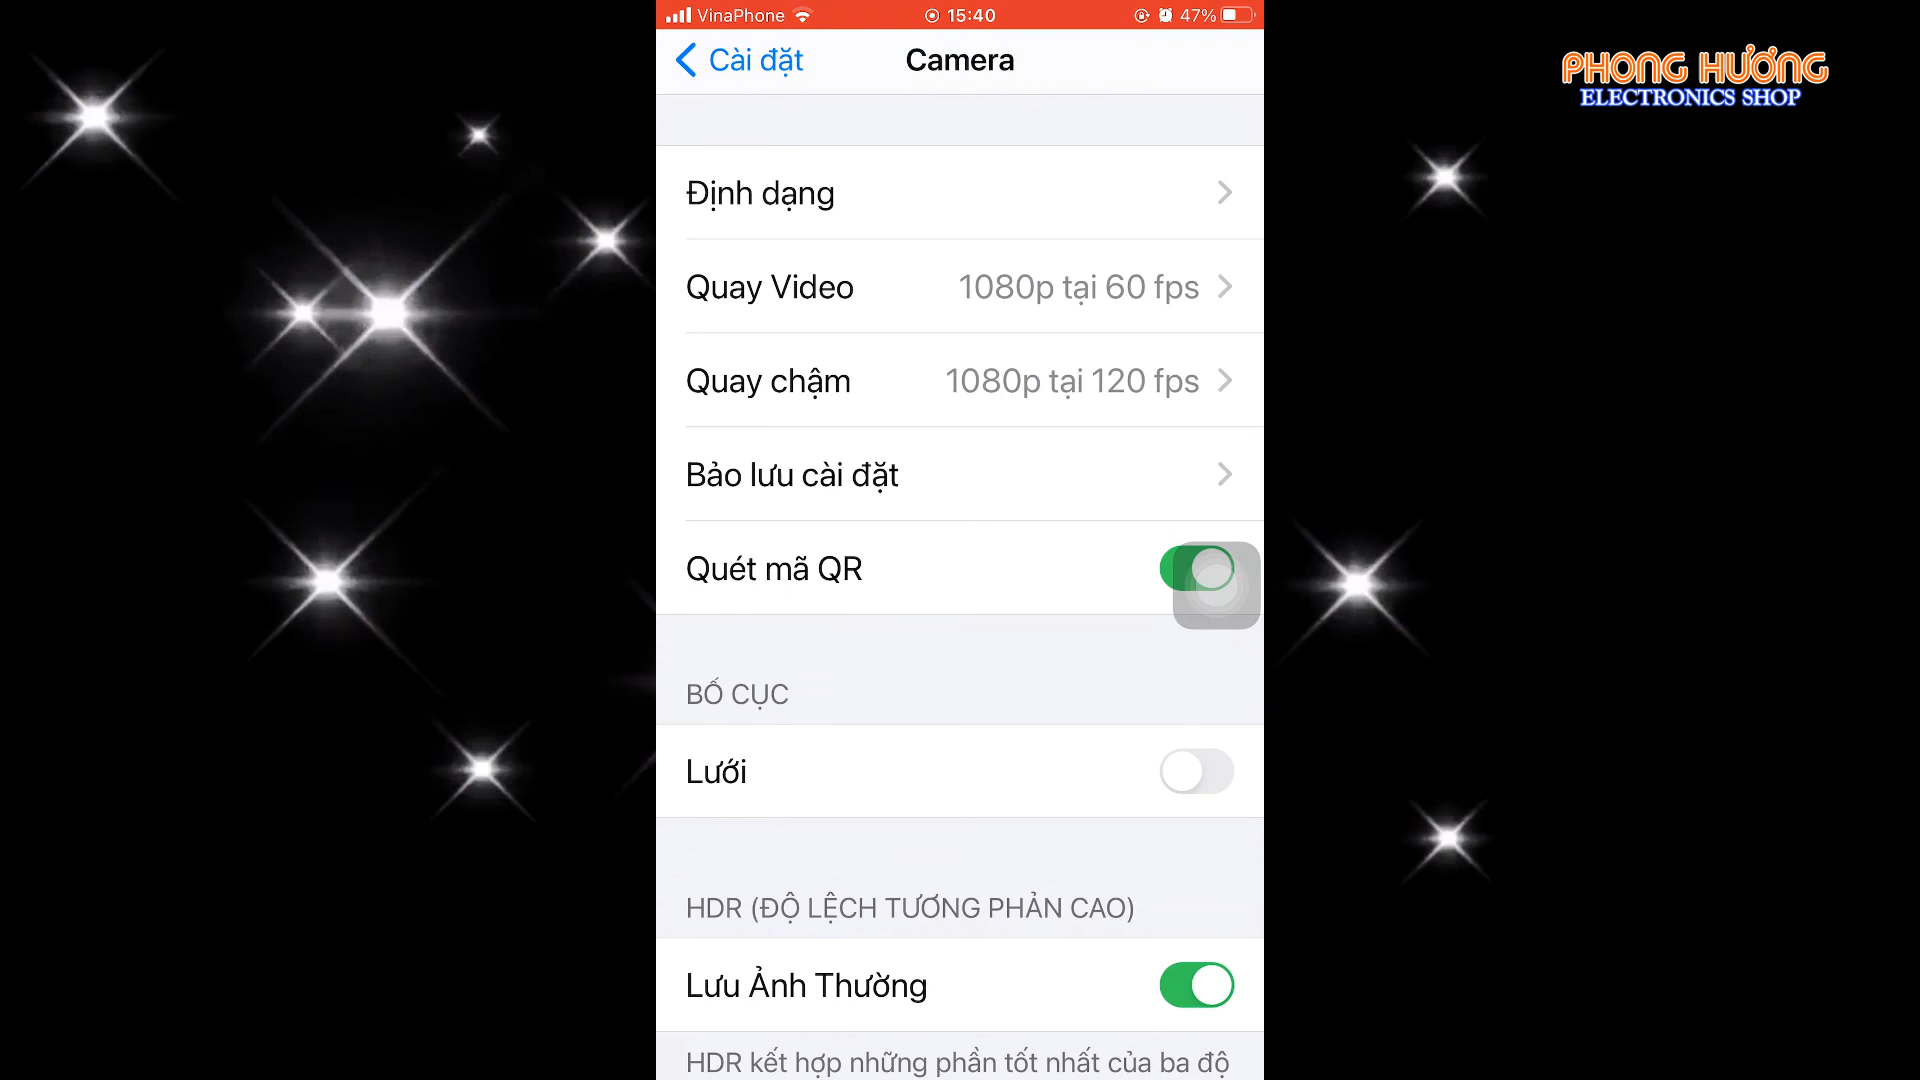 VinaPhone 15:40 47%
Cài đặt Camera
PHONG HƯỞNG
ELECTRONICS SHOP
Định dạng
Quay Video 1080p tại 60 fps
Quay chậm 1080p tại 120 fps
Bảo lưu cài đặt
Quét mã QR
BỐ CỤC
Lưới
HDR (ĐỘ LỆCH TƯƠNG PHẢN CAO)
Lưu Ảnh Thường
HDR kết hợp những phần tốt nhất của ba độ